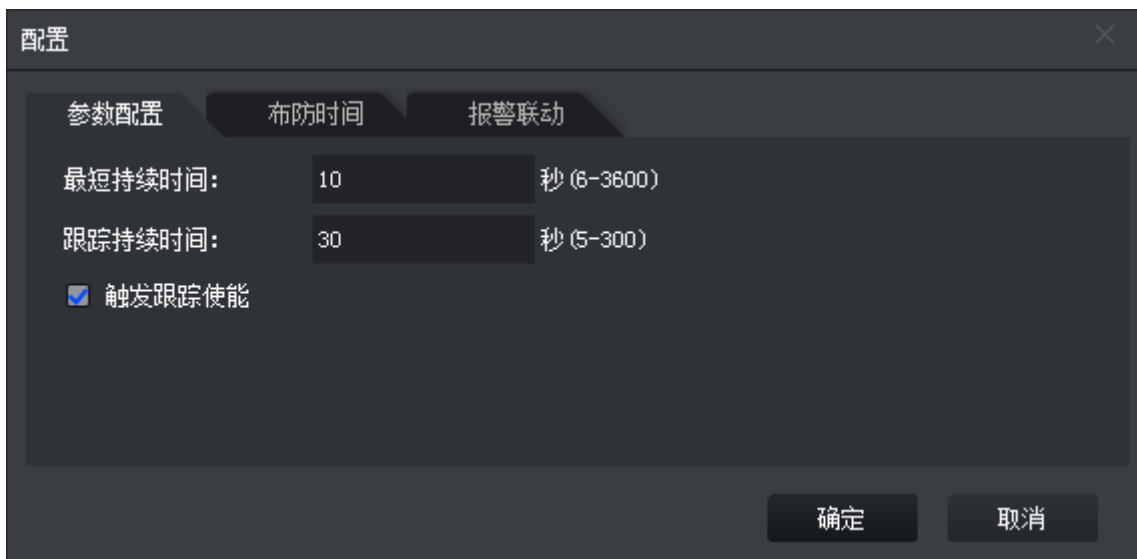 配置
参数配置 布防时间 报警联动
最短持续时间: 10 秒(6-3600)
跟踪持续时间: 30 秒(5-300)
触发跟踪使能
确定 取消